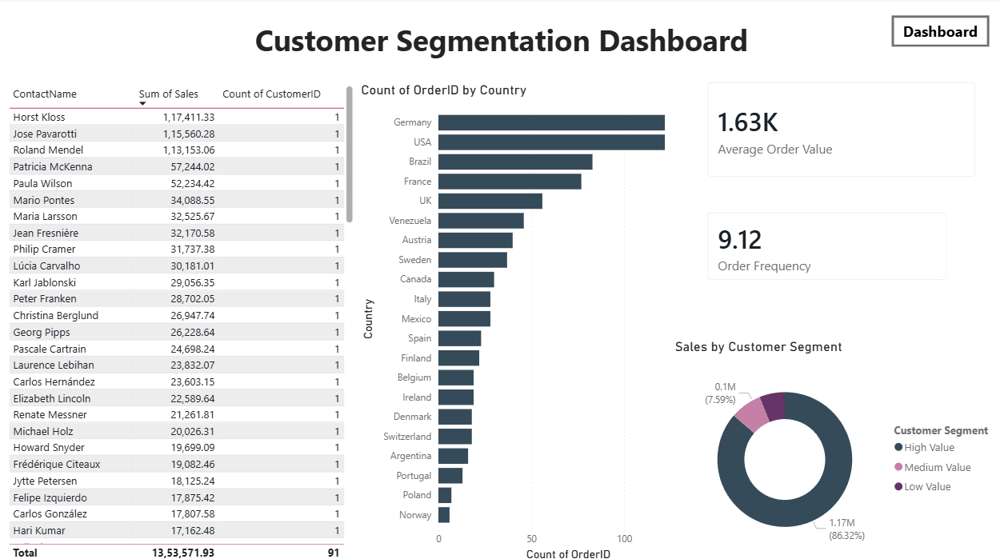 Customer Segmentation Dashboard
Dashboard
ContactName Sum of Sales Count of CustomerID
Horst Kloss 1,17,411.33 1
Jose Pavarotti 1,15,560.28 1
Roland Mendel 1,13,153.06 1
Patricia McKenna 57,244.02 1
Paula Wilson 52,234.42 1
Mario Pontes 34,088.55 1
Maria Larsson 32,525.67 1
Jean Fresnière 32,170.58 1
Philip Cramer 31,737.38 1
Lúcia Carvalho 30,181.01 1
Karl Jablonski 29,056.35 1
Peter Franken 28,702.05 1
Christina Berglund 26,947.74 1
Georg Pipps 26,228.64 1
Pascale Cartrain 24,698.24 1
Laurence Lebihan 23,832.07 1
Carlos Hernández 23,603.15 1
Elizabeth Lincoln 22,589.64 1
Renate Messner 21,261.81 1
Michael Holz 20,026.31 1
Howard Snyder 19,699.09 1
Frédérique Citeaux 19,082.46 1
Jytte Petersen 18,125.24 1
Felipe Izquierdo 17,875.42 1
Carlos González 17,807.58 1
Hari Kumar 17,162.48 1
Total 13,53,571.93 91
Count of OrderID by Country
Country
Germany
USA
Brazil
France
UK
Venezuela
Austria
Sweden
Canada
Italy
Mexico
Spain
Finland
Belgium
Ireland
Denmark
Switzerland
Argentina
Portugal
Poland
Norway
0 50 100
Count of OrderID
1.63K
Average Order Value
9.12
Order Frequency
Sales by Customer Segment
0.1M
(7.59%)
1.17M
(86.32%)
Customer Segment
High Value
Medium Value
Low Value